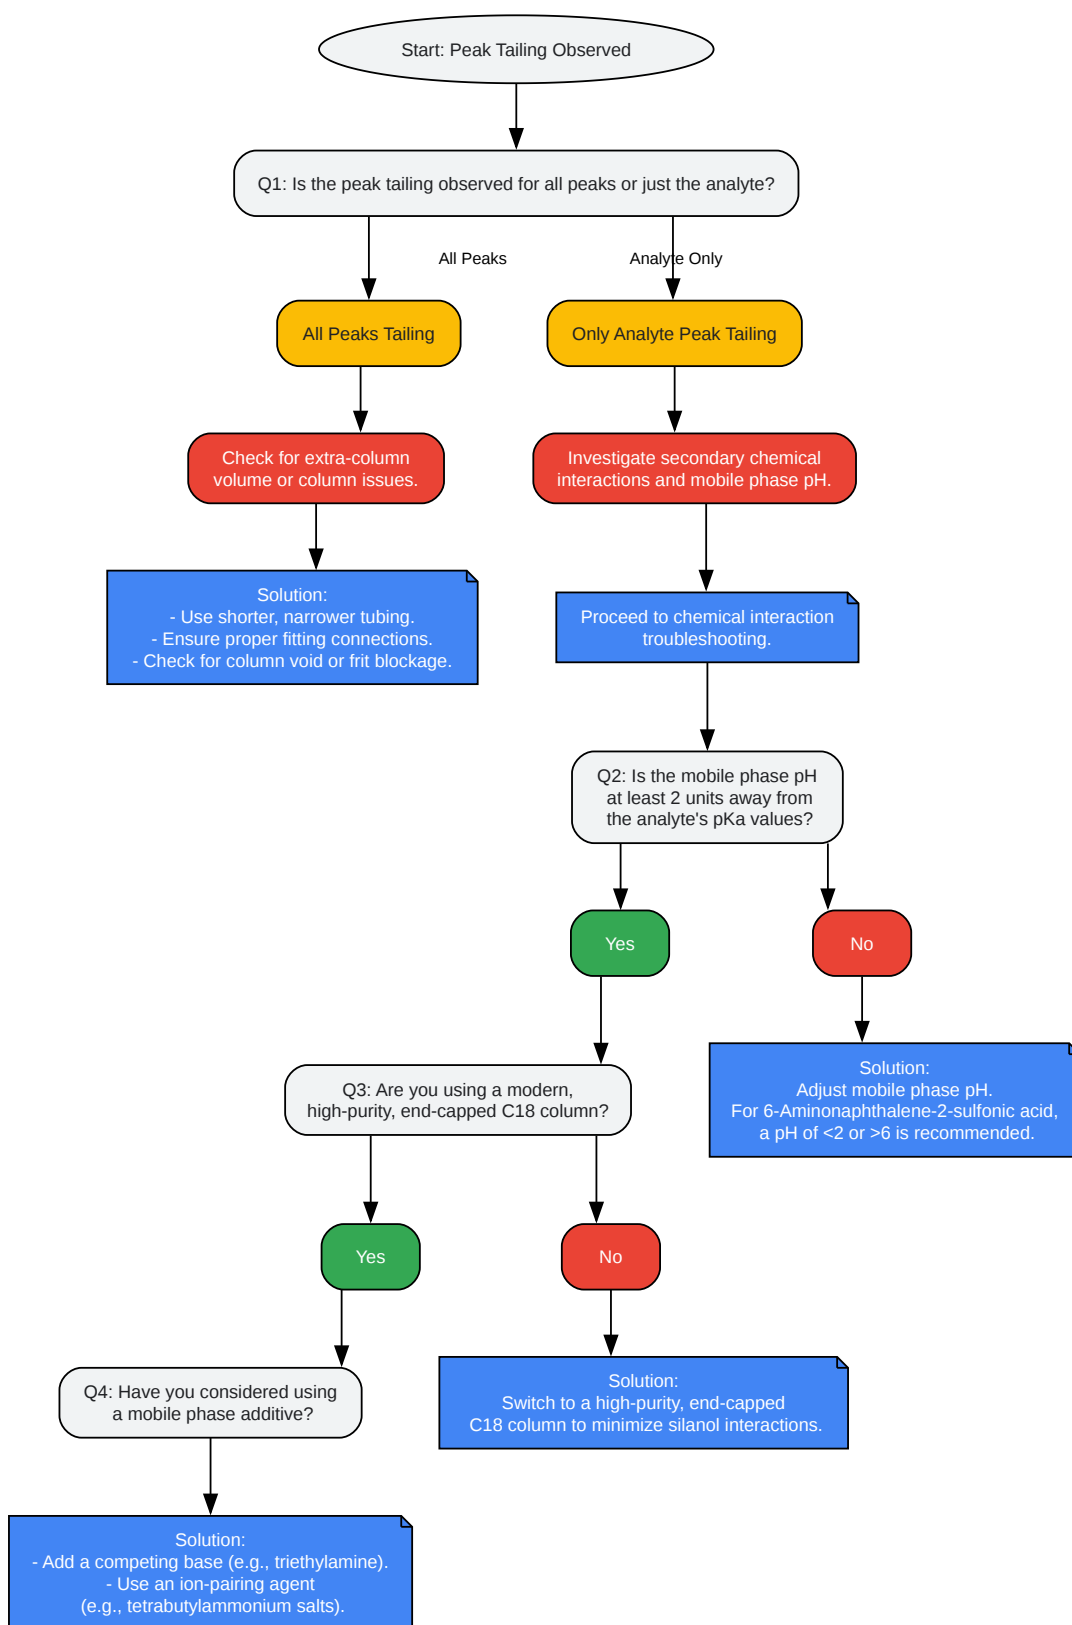 Start: Peak Tailing Observed
Q1: Is the peak tailing observed for all peaks or just the analyte?
All Peaks
Analyte Only
All Peaks Tailing
Only Analyte Peak Tailing
Check for extra-column
volume or column issues.
Investigate secondary chemical
interactions and mobile phase pH.
Solution:
- Use shorter, narrower tubing.
- Ensure proper fitting connections.
- Check for column void or frit blockage.
Proceed to chemical interaction
troubleshooting.
Q2: Is the mobile phase pH
at least 2 units away from
the analyte's pKa values?
Yes
No
Solution:
Adjust mobile phase pH.
For 6-Aminonaphthalene-2-sulfonic acid,
a pH of <2 or >6 is recommended.
Q3: Are you using a modern,
high-purity, end-capped C18 column?
Yes
No
Solution:
Switch to a high-purity, end-capped
C18 column to minimize silanol interactions.
Q4: Have you considered using
a mobile phase additive?
Solution:
- Add a competing base (e.g., triethylamine).
- Use an ion-pairing agent
(e.g., tetrabutylammonium salts).